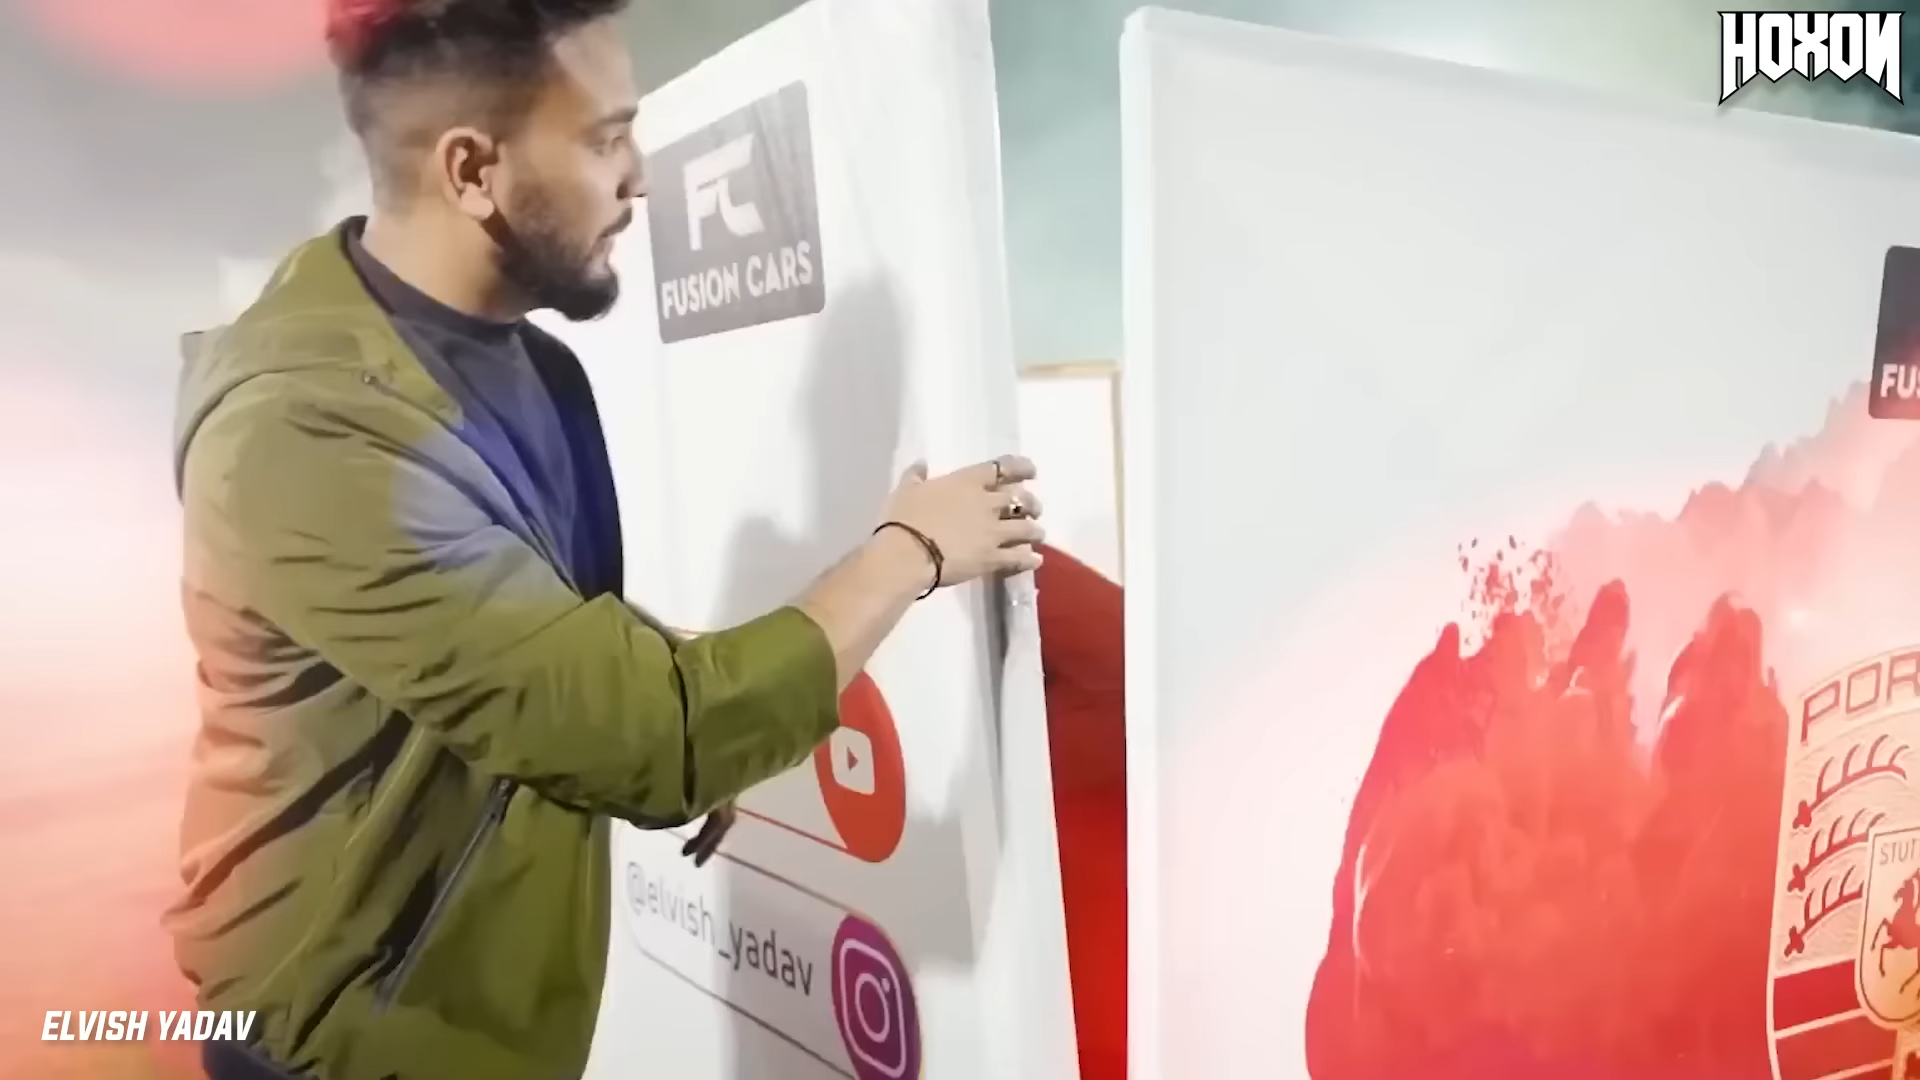 HOXON
FC
FUSION CARS
FUS
POR
STUT
@elvish_yadav
ELVISH YADAV